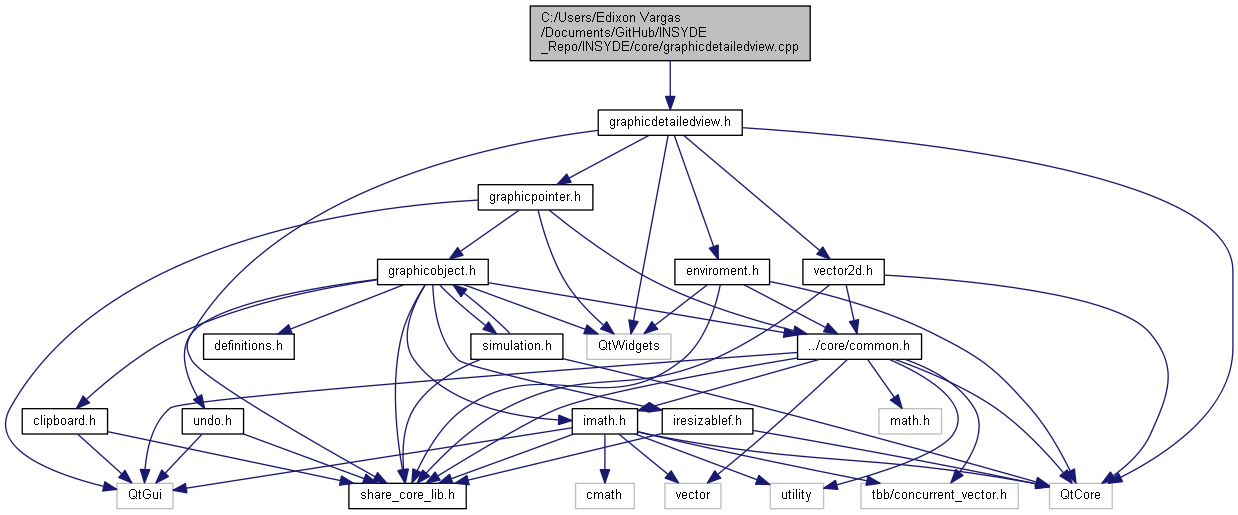 C:/Users/Edixon Vargas
/Documents/GitHub/INSYDE
_Repo/INSYDE/core/graphicdetailedview.cpp
graphicdetailedview.h
graphicpointer.h
graphicobject.h
enviroment.h
vector2d.h
definitions.h
simulation.h
QtWidgets
../core/common.h
clipboard.h
undo.h
imath.h
iresizablef.h
math.h
QtGui
share_core_lib.h
cmath
vector
utility
tbb/concurrent_vector.h
QtCore